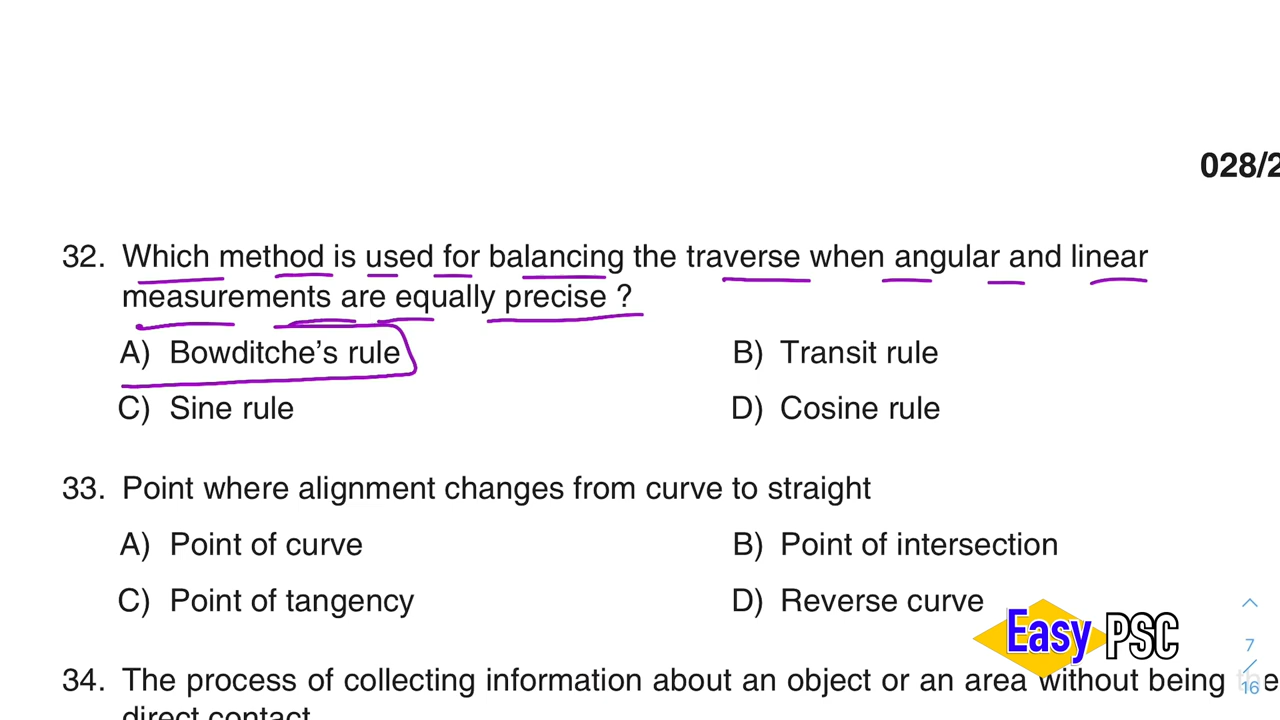 028/2
32. Which method is used for balancing the traverse when angular and linear
measurements are equally precise ?
A) Bowditche's rule B) Transit rule
C) Sine rule D) Cosine rule
33. Point where alignment changes from curve to straight
A) Point of curve B) Point of intersection
C) Point of tangency D) Reverse curve
Easy PSC
7
/
16
34. The process of collecting information about an object or an area without being
direct contact